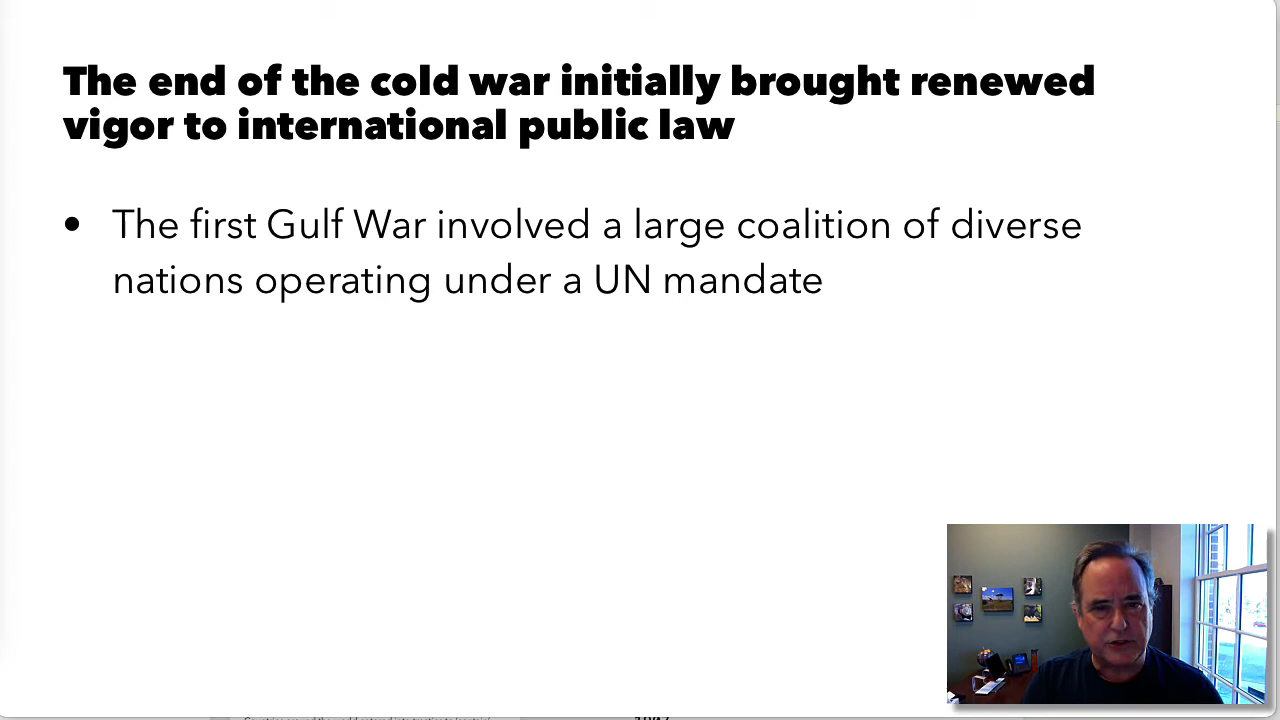 The end of the cold war initially brought renewed
vigor to international public law
• The first Gulf War involved a large coalition of diverse
nations operating under a UN mandate